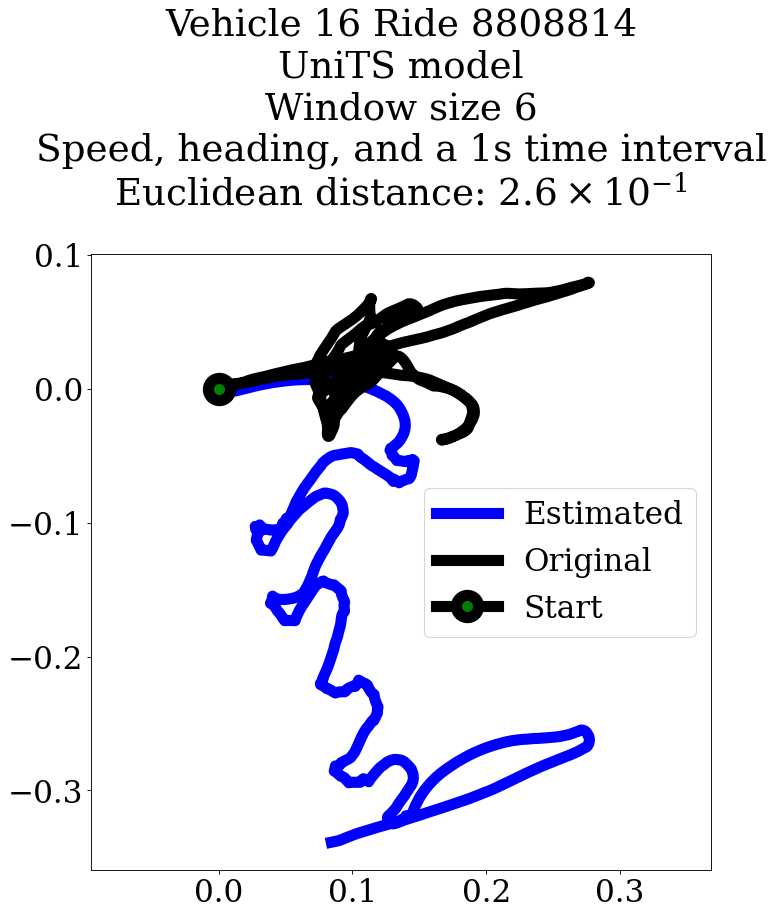 Vehicle 16 Ride 8808814
UniTS model
Window size 6
Speed, heading, and a 1s time interval
Euclidean distance: 2.6 × 10⁻¹
0.1
0.0
−0.1
−0.2
−0.3
Estimated
Original
Start
0.0 0.1 0.2 0.3